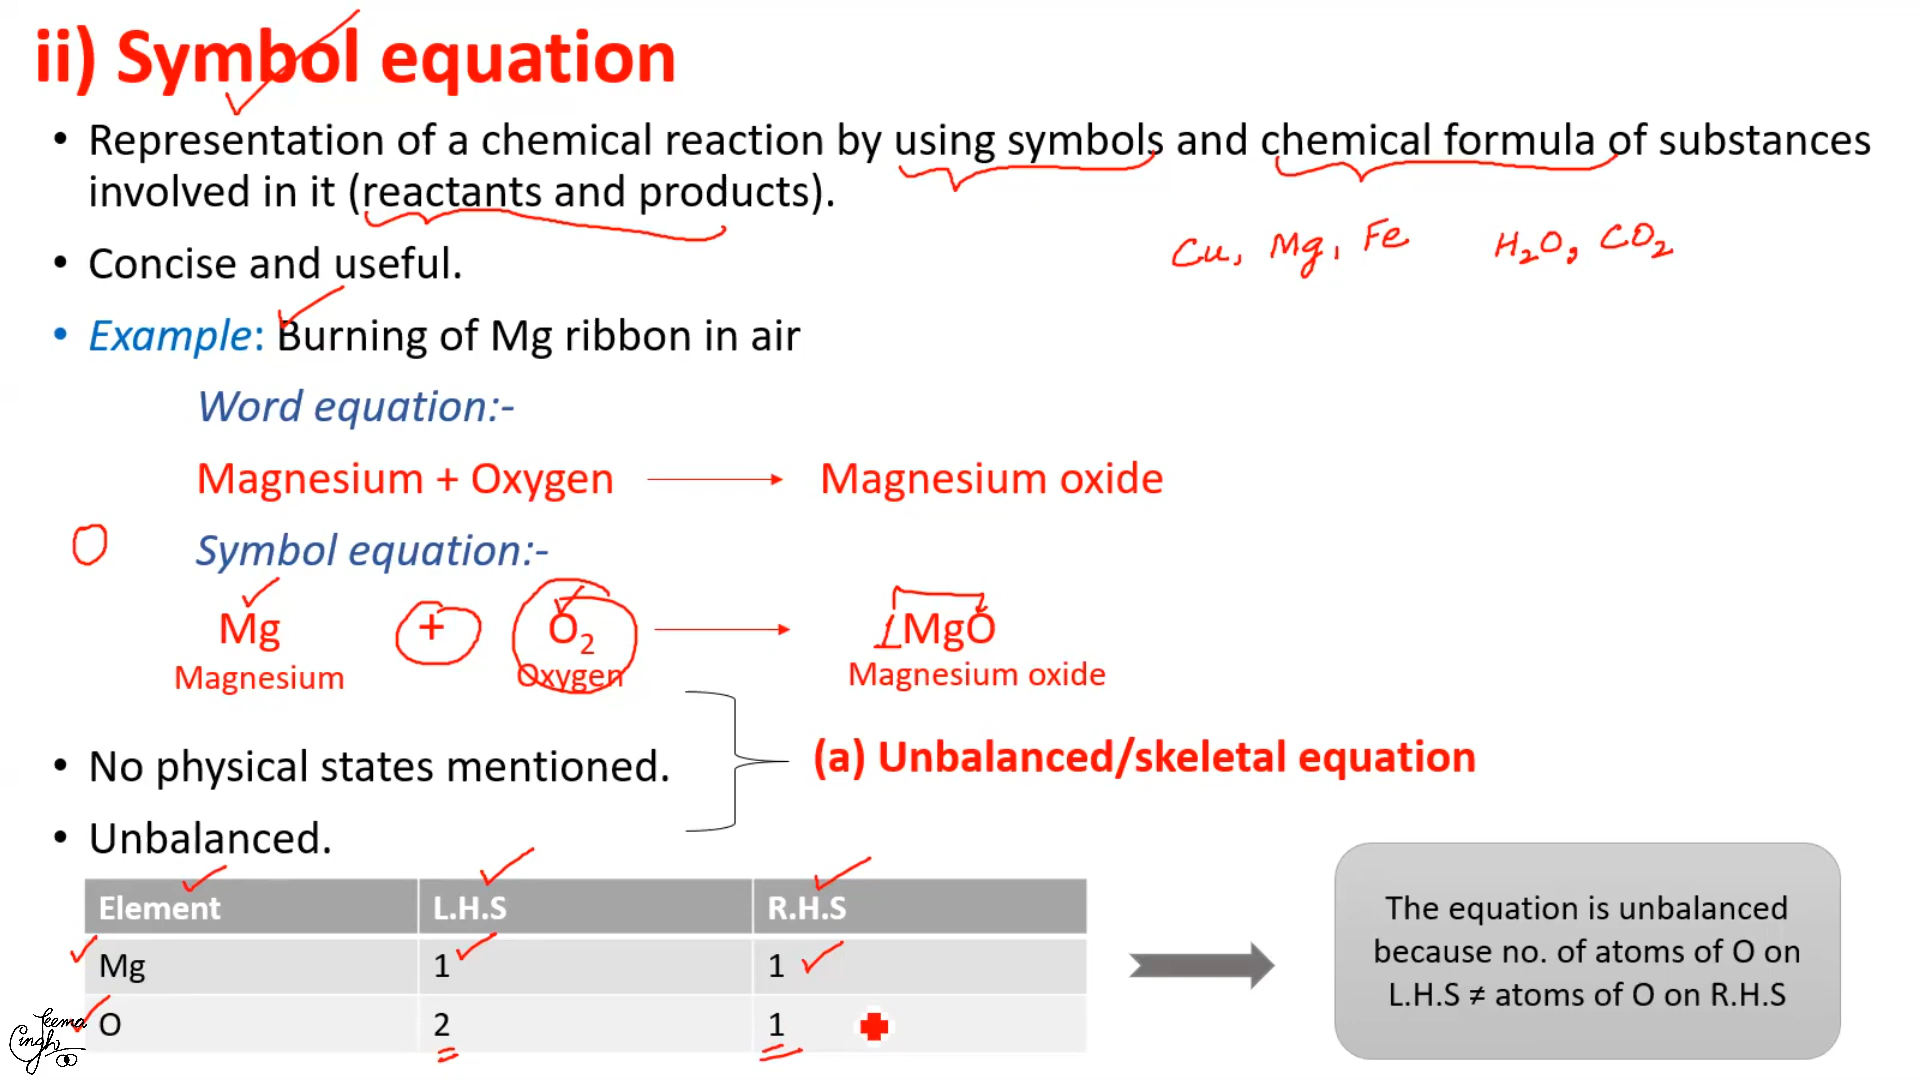 ii) Symbol equation
• Representation of a chemical reaction by using symbols and chemical formula of substances
involved in it (reactants and products).
Cu, Mg, Fe H₂O, CO₂
• Concise and useful.
• Example: Burning of Mg ribbon in air
Word equation:-
Magnesium + Oxygen → Magnesium oxide
Symbol equation:-
Mg + O₂ → 1MgO
Magnesium Oxygen Magnesium oxide
• No physical states mentioned.
(a) Unbalanced/skeletal equation
• Unbalanced.
Element L.H.S R.H.S
Mg 1 1
O 2 1
The equation is unbalanced
because no. of atoms of O on
L.H.S ≠ atoms of O on R.H.S